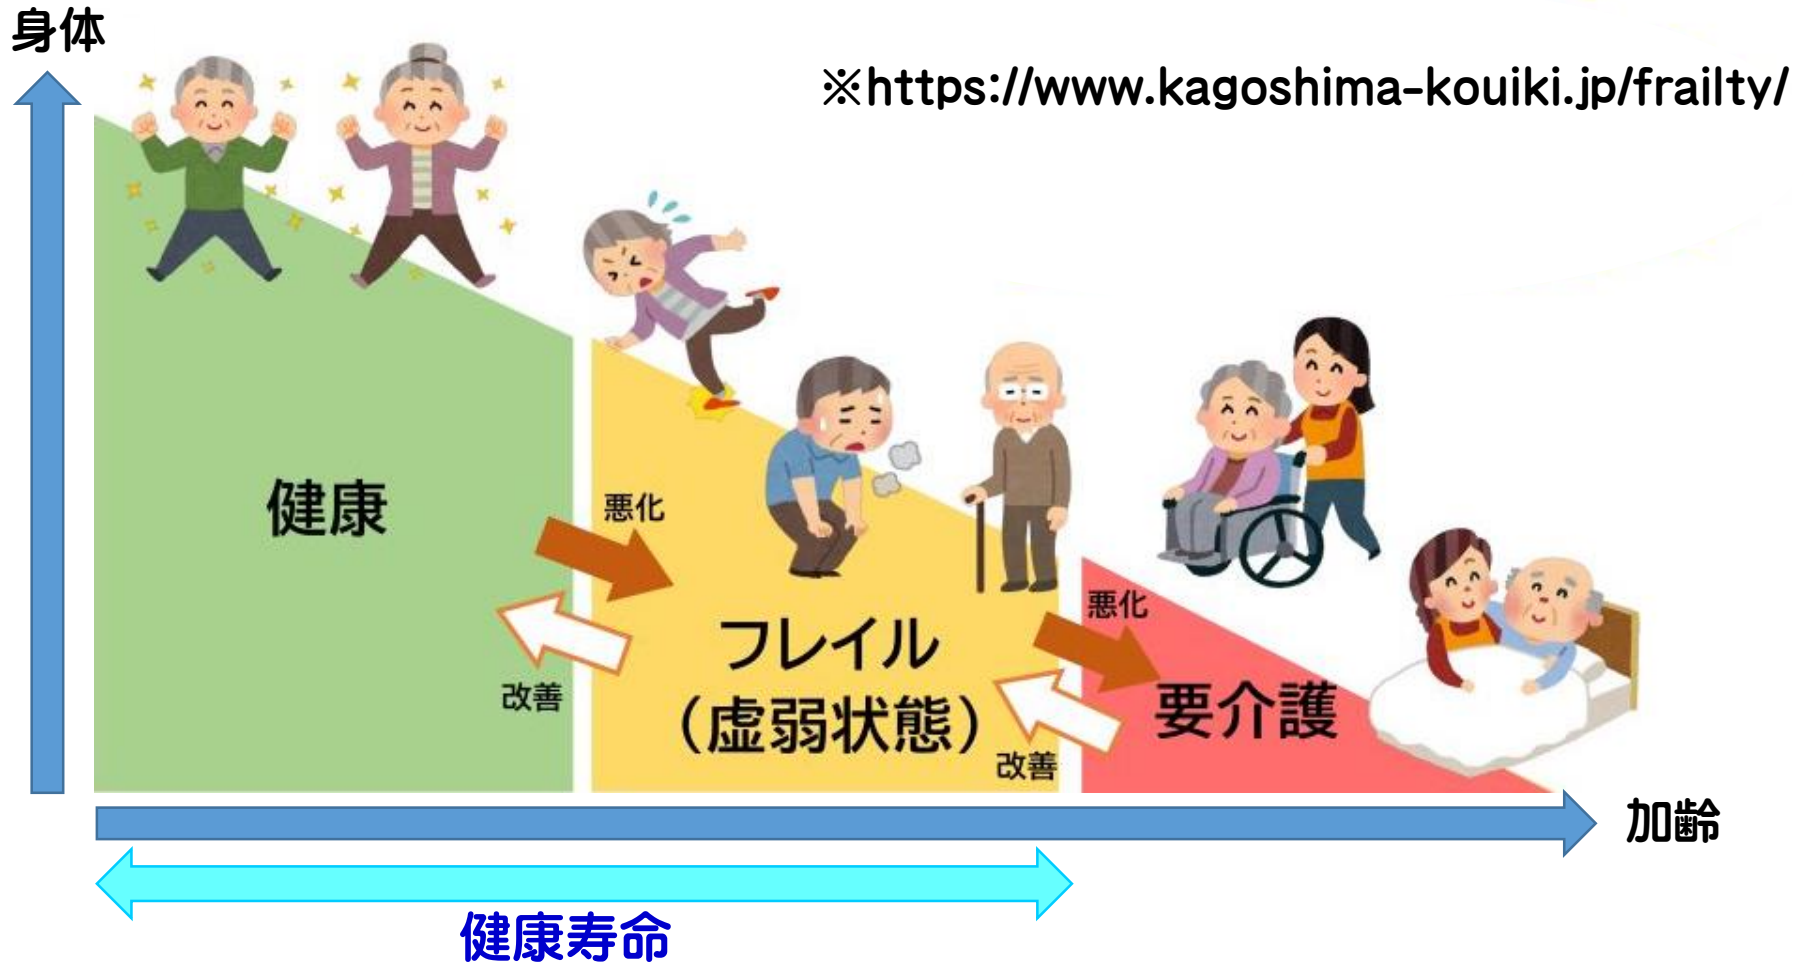 身体
※https://www.kagoshima-kouiki.jp/frailty/
健康
悪化
改善
フレイル
（虚弱状態）
悪化
改善
要介護
加齢
健康寿命